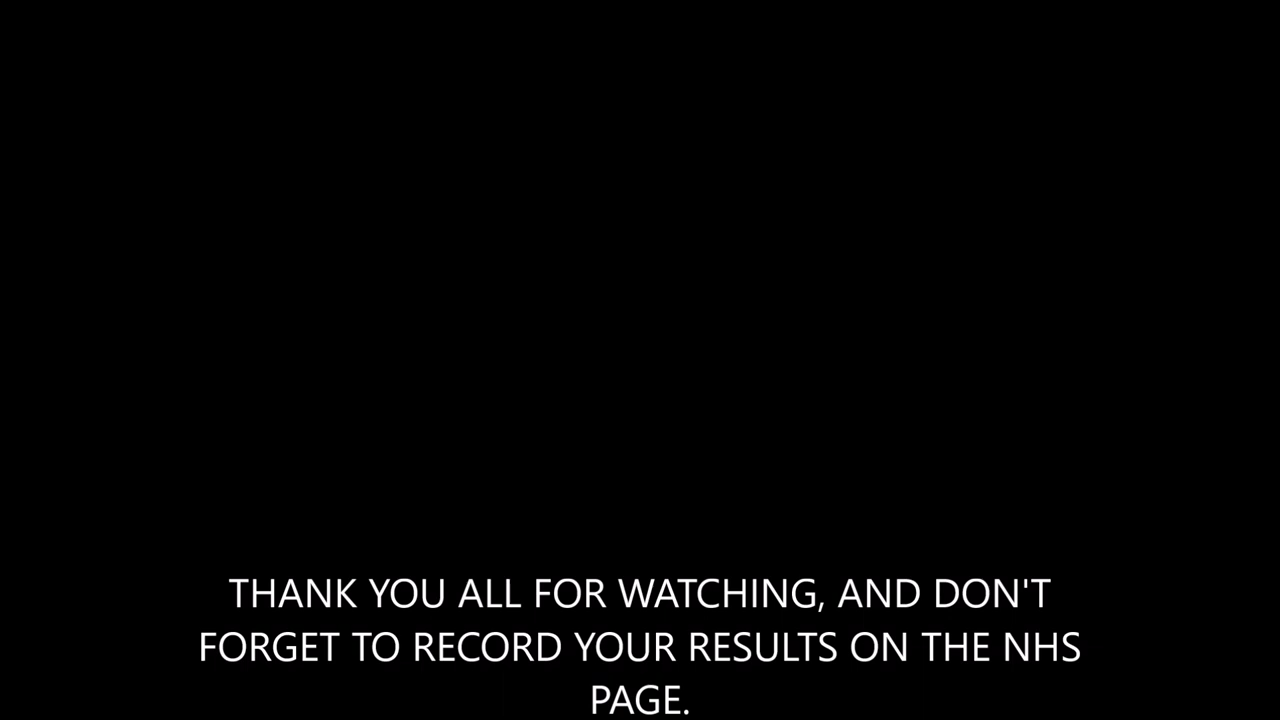 THANK YOU ALL FOR WATCHING, AND DON'T
FORGET TO RECORD YOUR RESULTS ON THE NHS
PAGE.